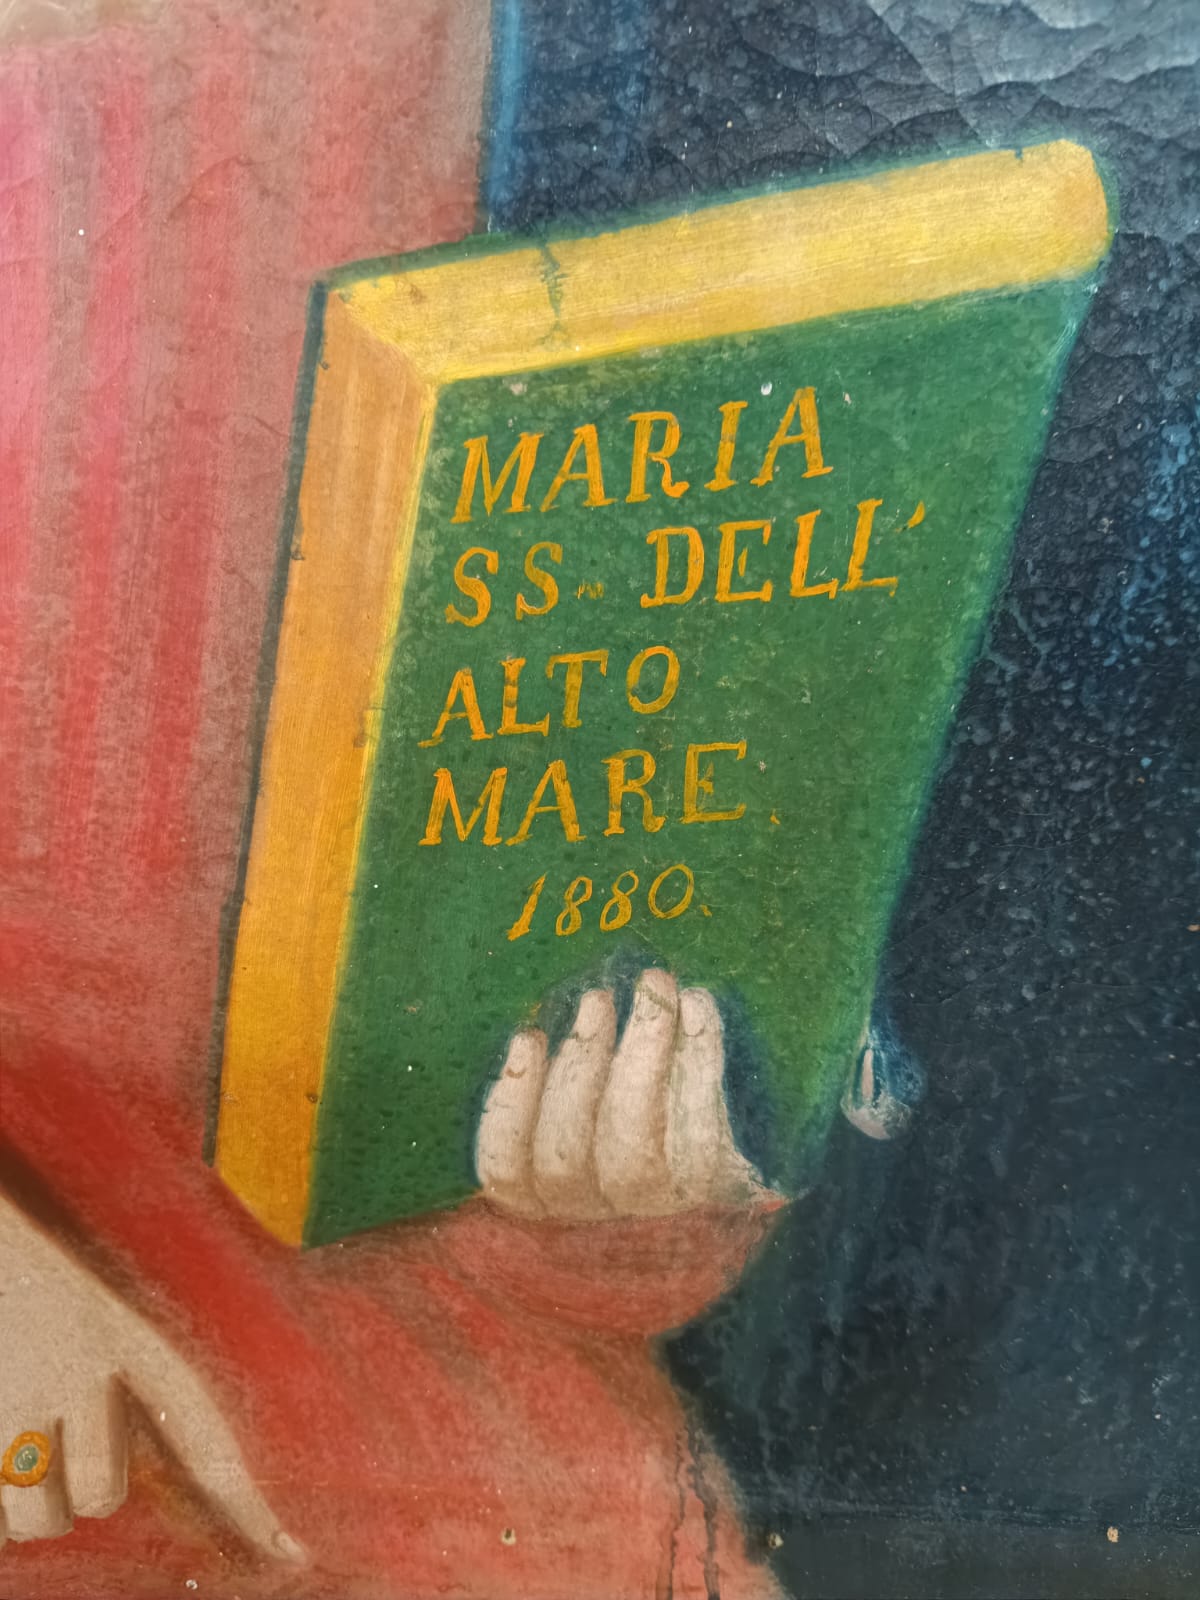 MARIA
SS. DELL'
ALTO
MARE.
1880.